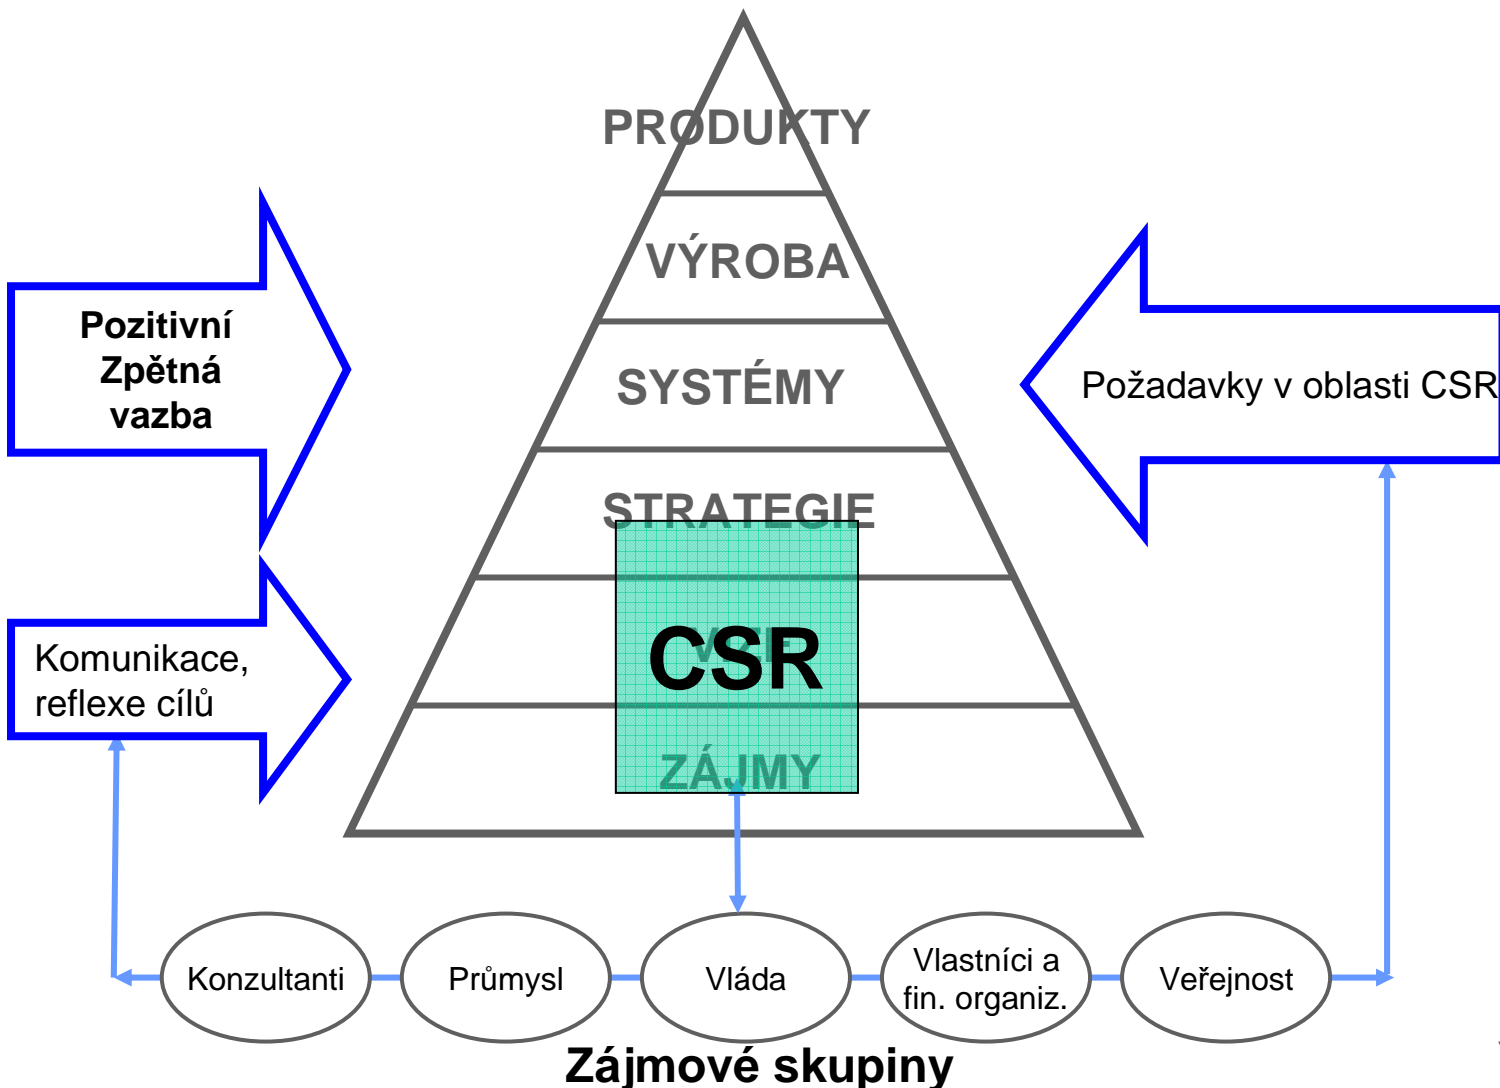 PRODUKTY
VÝROBA
Pozitivní
Zpětná
vazba
SYSTÉMY
Požadavky v oblasti CSR
STRATEGIE
CSR
Komunikace,
reflexe cílů
ZÁJMY
Konzultanti
Průmysl
Vláda
Vlastníci a
fin. organiz.
Veřejnost
Zájmové skupiny